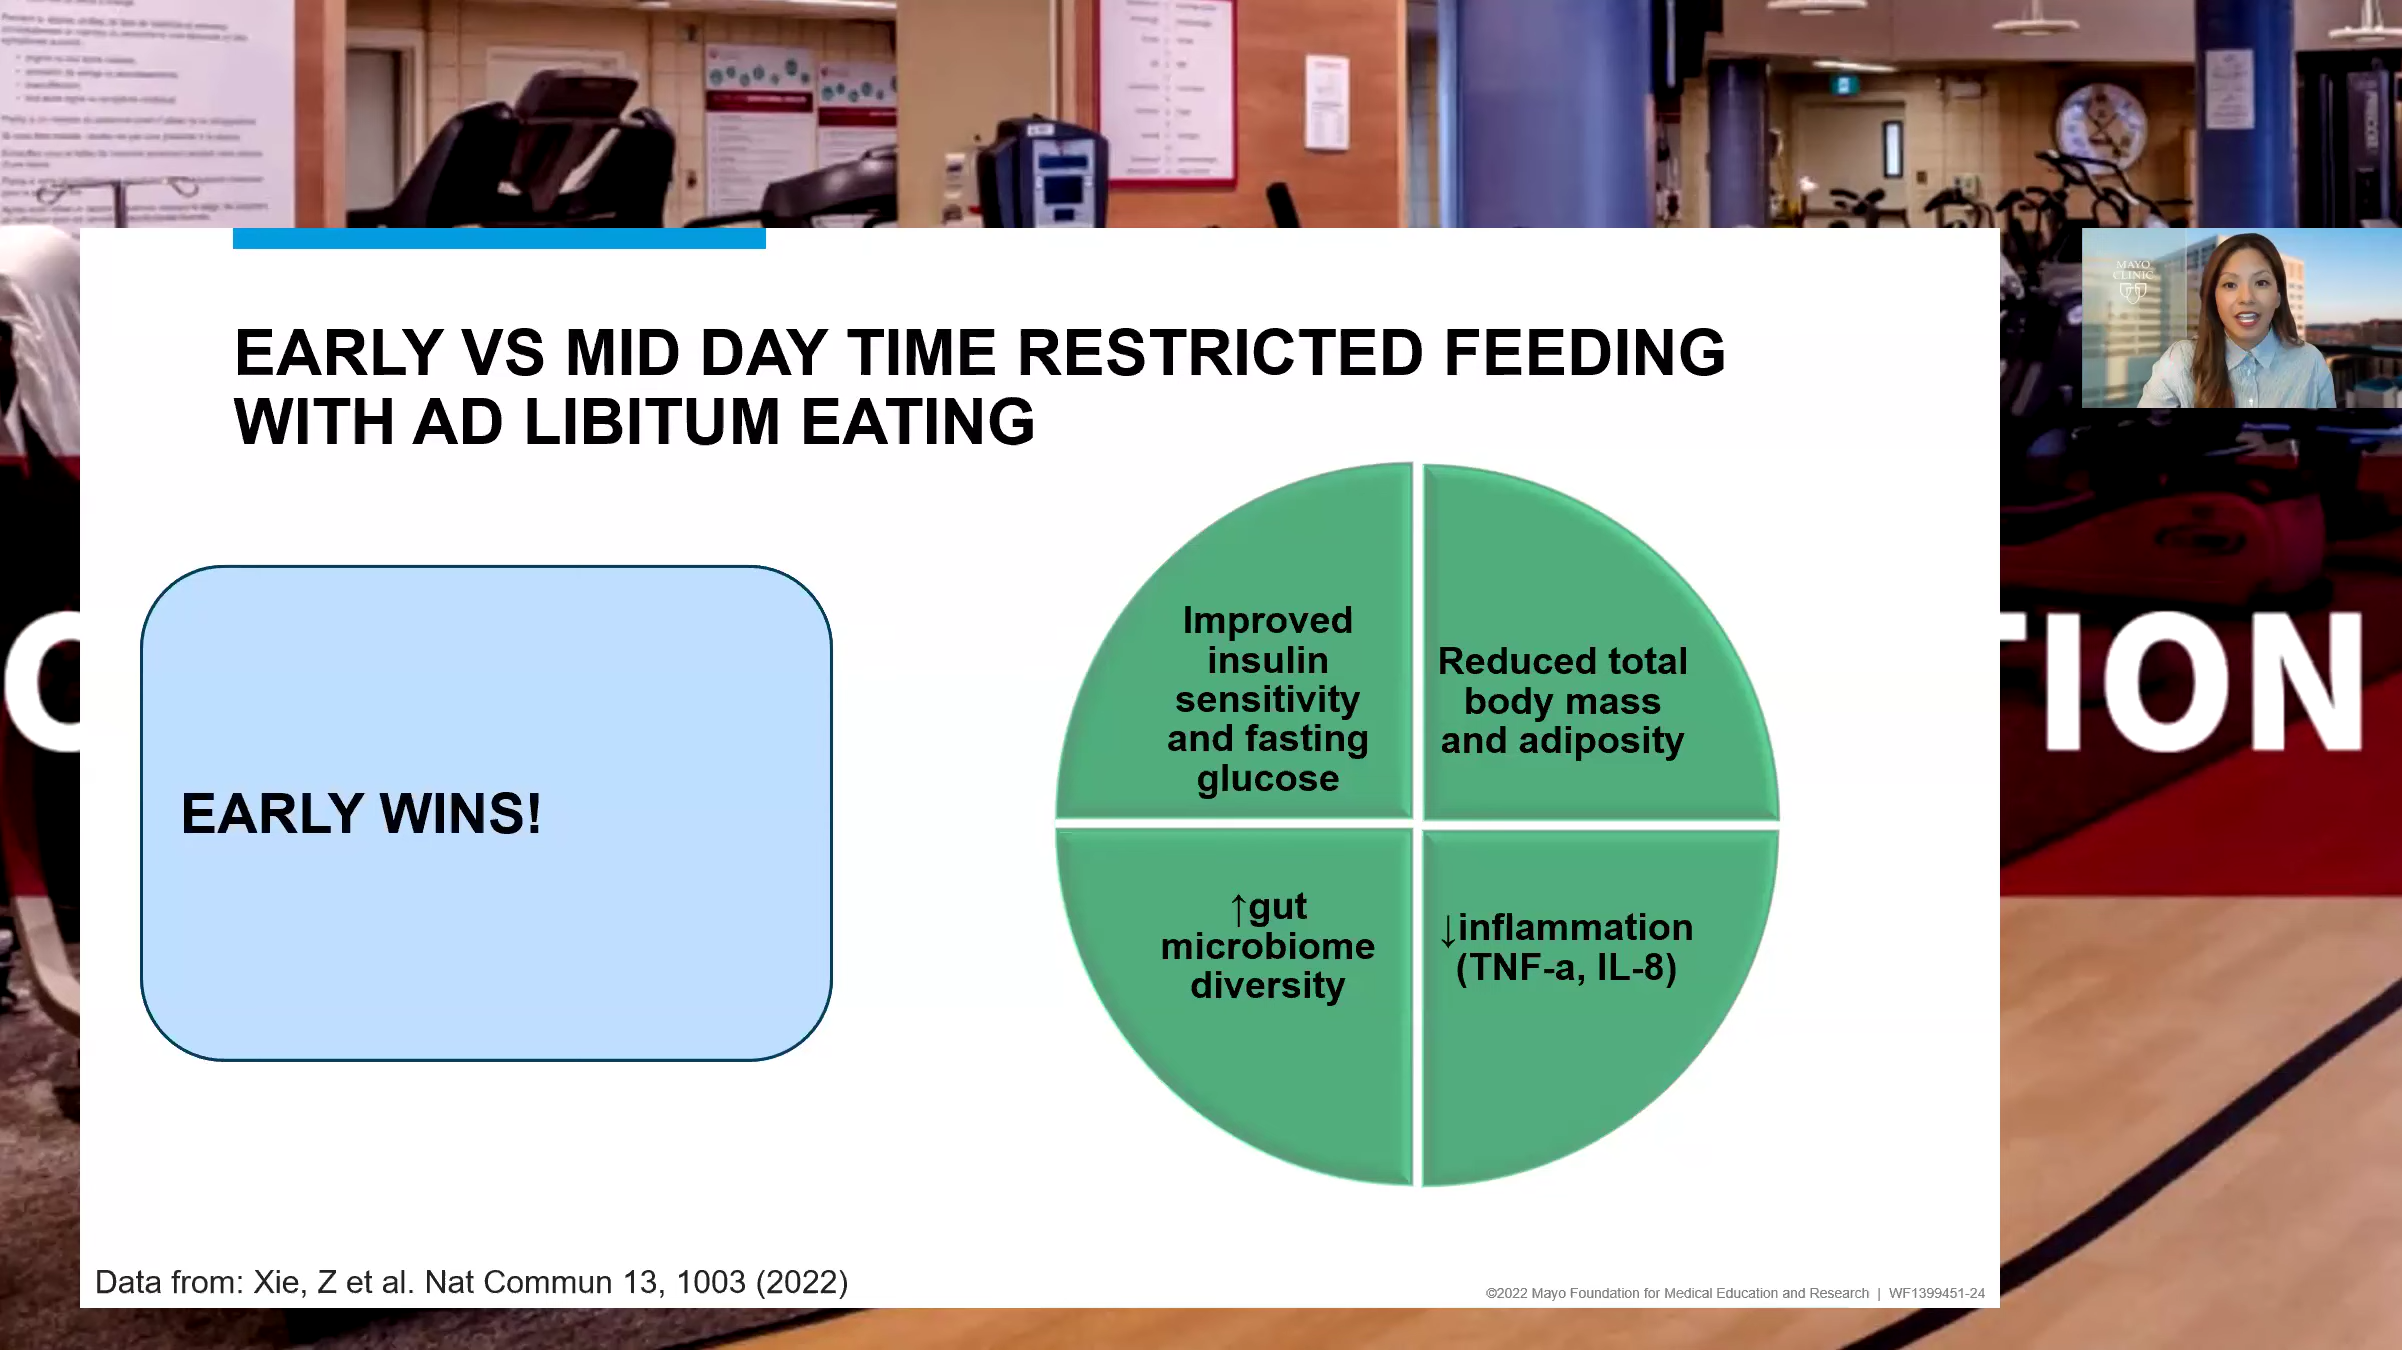 EARLY VS MID DAY TIME RESTRICTED FEEDING
WITH AD LIBITUM EATING
MAYO
CLINIC
EARLY WINS!
Improved
insulin
sensitivity
and fasting
glucose
Reduced total
body mass
and adiposity
↑gut
microbiome
diversity
↓inflammation
(TNF-a, IL-8)
TION
Data from: Xie, Z et al. Nat Commun 13, 1003 (2022)
©2022 Mayo Foundation for Medical Education and Research | WF1399451-24